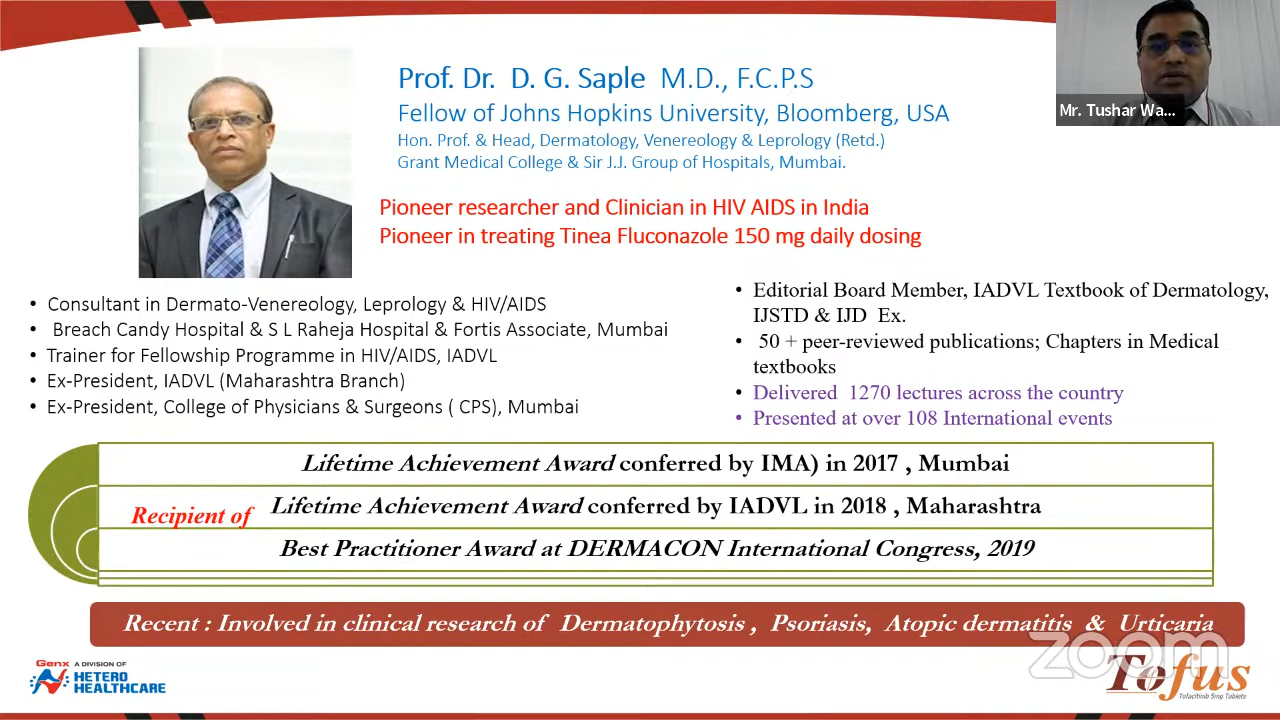 Prof. Dr. D. G. Saple M.D., F.C.P.S
Fellow of Johns Hopkins University, Bloomberg, USA
Hon. Prof. & Head, Dermatology, Venereology & Leprology (Retd.)
Grant Medical College & Sir J.J. Group of Hospitals, Mumbai.
Mr. Tushar Wa...
Pioneer researcher and Clinician in HIV AIDS in India
Pioneer in treating Tinea Fluconazole 150 mg daily dosing
• Consultant in Dermato-Venereology, Leprology & HIV/AIDS
• Breach Candy Hospital & S L Raheja Hospital & Fortis Associate, Mumbai
• Trainer for Fellowship Programme in HIV/AIDS, IADVL
• Ex-President, IADVL (Maharashtra Branch)
• Ex-President, College of Physicians & Surgeons ( CPS), Mumbai
• Editorial Board Member, IADVL Textbook of Dermatology,
IJSTD & IJD Ex.
• 50 + peer-reviewed publications; Chapters in Medical
textbooks
• Delivered 1270 lectures across the country
• Presented at over 108 International events
Recipient of
Lifetime Achievement Award conferred by IMA) in 2017 , Mumbai
Lifetime Achievement Award conferred by IADVL in 2018 , Maharashtra
Best Practitioner Award at DERMACON International Congress, 2019
Recent : Involved in clinical research of Dermatophytosis , Psoriasis, Atopic dermatitis & Urticaria
zoom
Genx A DIVISION OF
HETERO
HEALTHCARE
Tofus
Tofacitinib 5mg Tablets